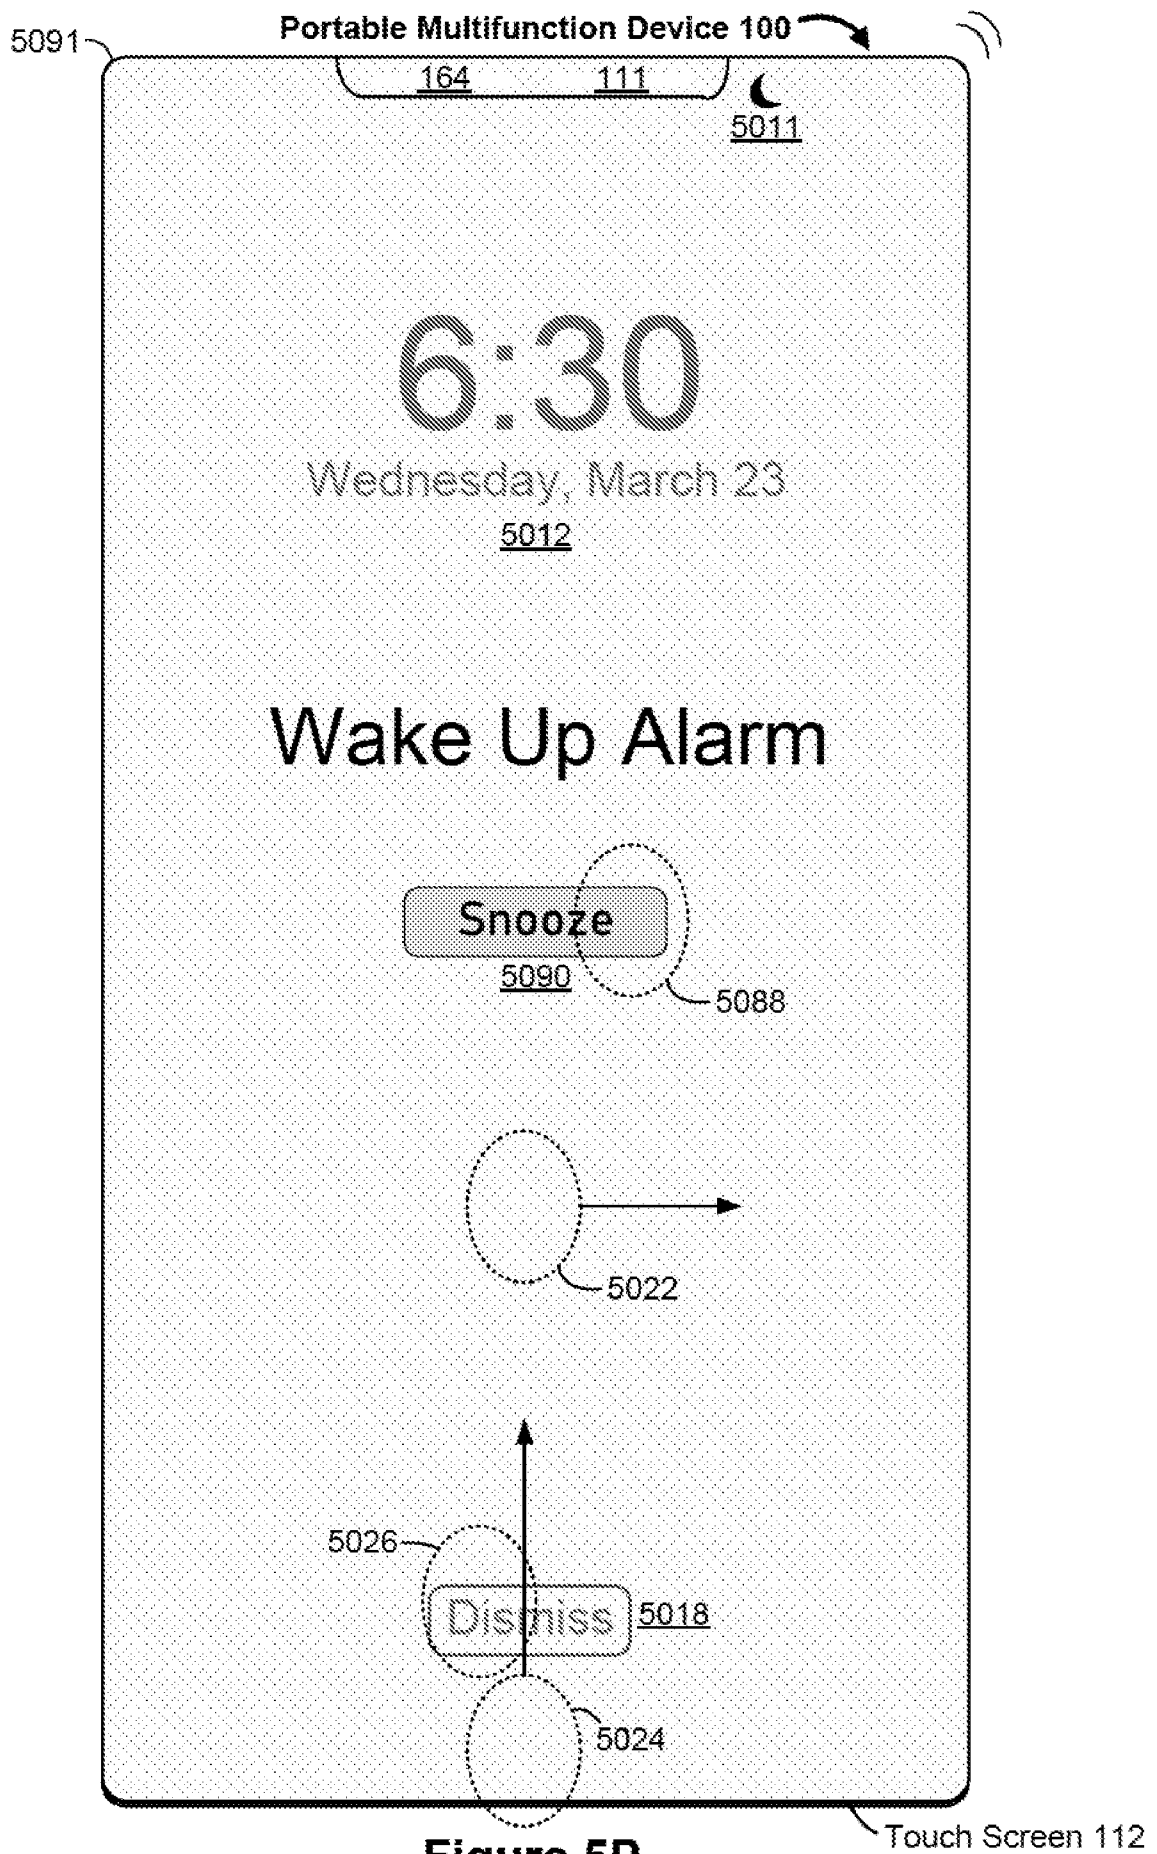 Portable Multifunction Device 100
5091
164 111
5011
6:30
Wednesday, March 23
5012
Wake Up Alarm
Snooze
5090
5088
5022
5026
Dismiss 5018
5024
Touch Screen 112